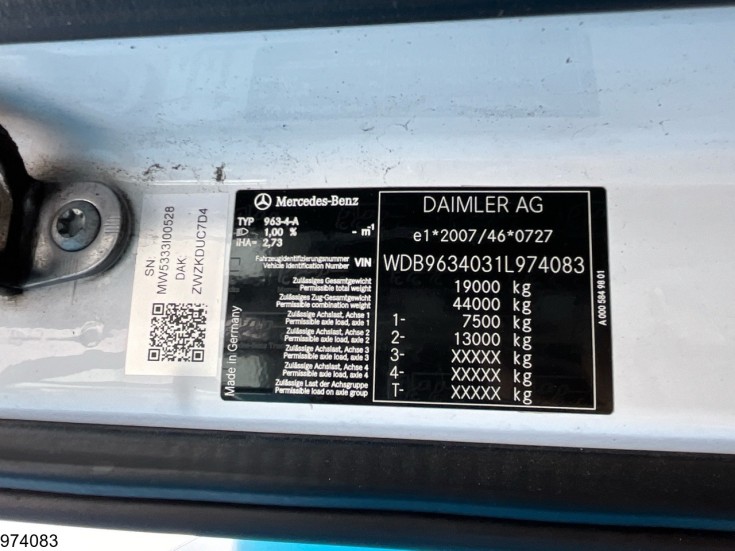 SN
MW5333I00528
DAK
ZWZKDUC7D4
Made in Germany
Mercedes-Benz
TYP 963-4-A
1,00 % - m⁻¹
iHA= 2,73
Fahrzeugidentifizierungsnummer
Vehicle Identification Number VIN
Zulässiges Gesamtgewicht
Permissible total weight
Zulässiges Zug-Gesamtgewicht
Permissible combination weight
Zulässige Achslast, Achse 1
Permissible axle load, axle 1
Zulässige Achslast, Achse 2
Permissible axle load, axle 2
Zulässige Achslast, Achse 3
Permissible axle load, axle 3
Zulässige Achslast, Achse 4
Permissible axle load, axle 4
Zulässige Last der Achsgruppe
Permissible load on axle group
DAIMLER AG
e1*2007/46*0727
WDB9634031L974083
19000 kg
44000 kg
1- 7500 kg
2- 13000 kg
3- XXXXX kg
4- XXXXX kg
T- XXXXX kg
A 000 584 98 01
974083